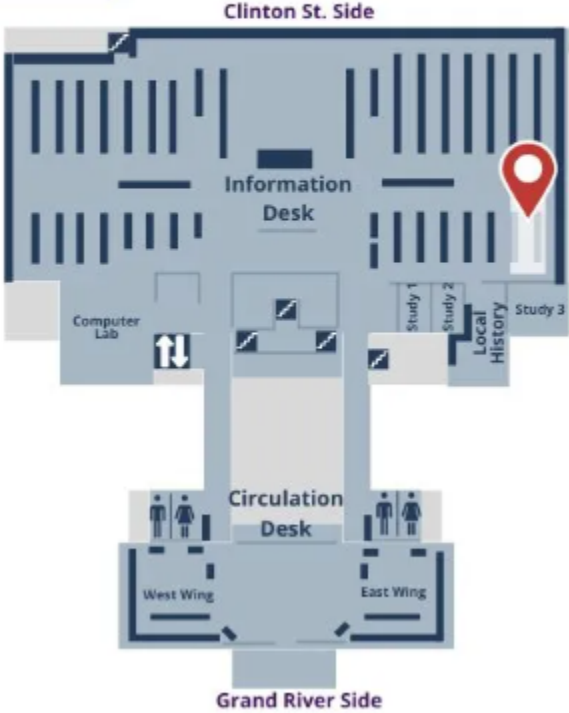 Clinton St. Side
Information
Desk
Computer
Lab
Study 1
Study 2
Local
History
Study 3
Circulation
Desk
West Wing
East Wing
Grand River Side